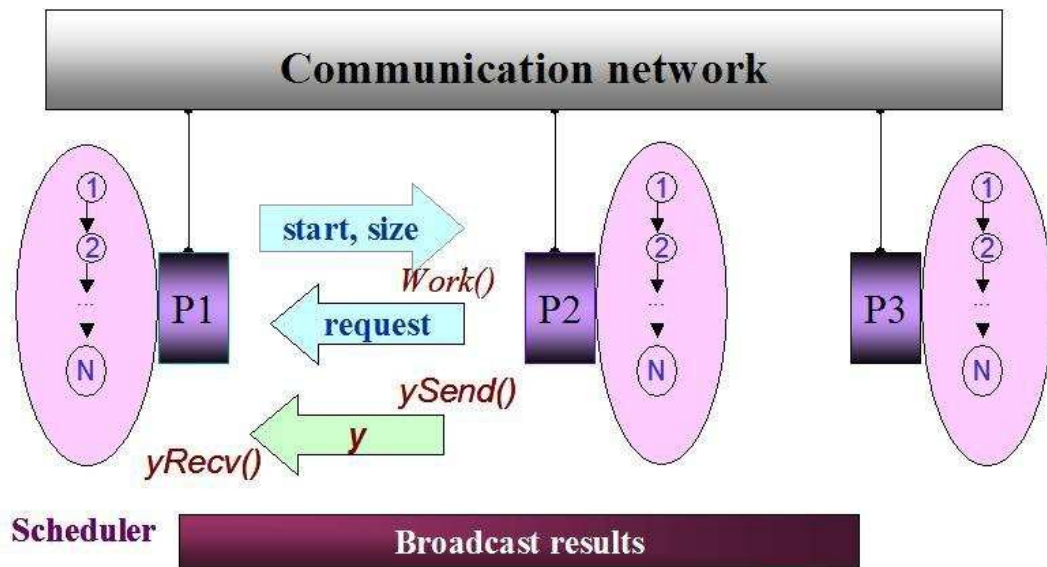 Communication network
1
2
...
N
P1
start, size
Work()
request
ySend()
y
yRecv()
P2
1
2
...
N
P3
1
2
...
N
Scheduler
Broadcast results